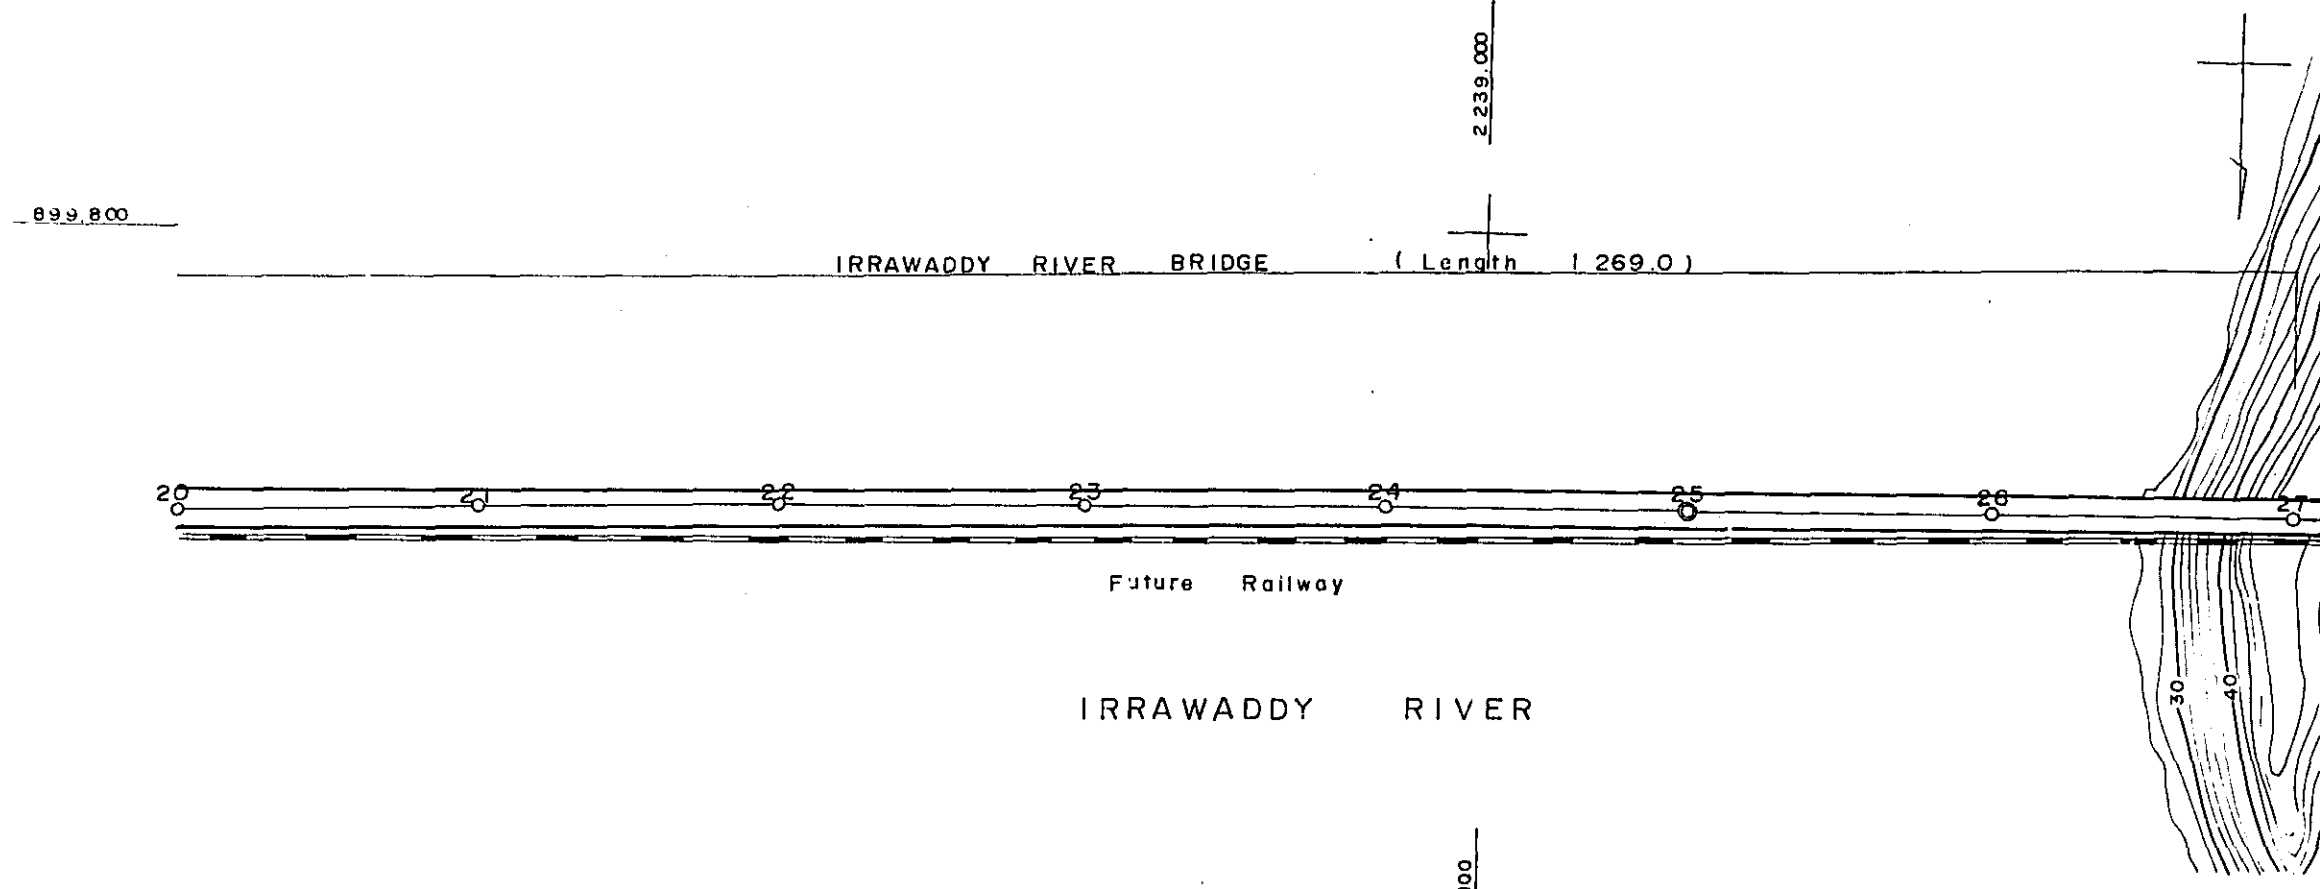 2 239.000
899.800
IRRAWADDY RIVER BRIDGE ( Length 1 269.0 )
20 21 22 23 24 25 26 27
Future Railway
IRRAWADDY RIVER
30 40